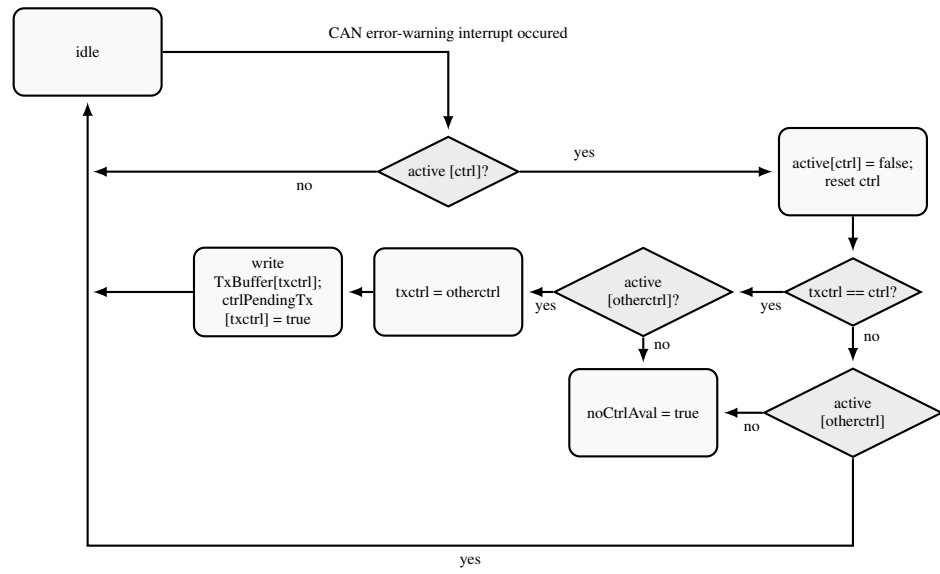 CAN error-warning interrupt occured
idle
active [ctrl]?
yes
no
active[ctrl] = false;
reset ctrl
write
TxBuffer[txctrl];
ctrlPendingTx
[txctrl] = true
txctrl = otherctrl
yes
active
[otherctrl]?
yes
txctrl == ctrl?
no
no
noCtrlAval = true
no
active
[otherctrl]
yes